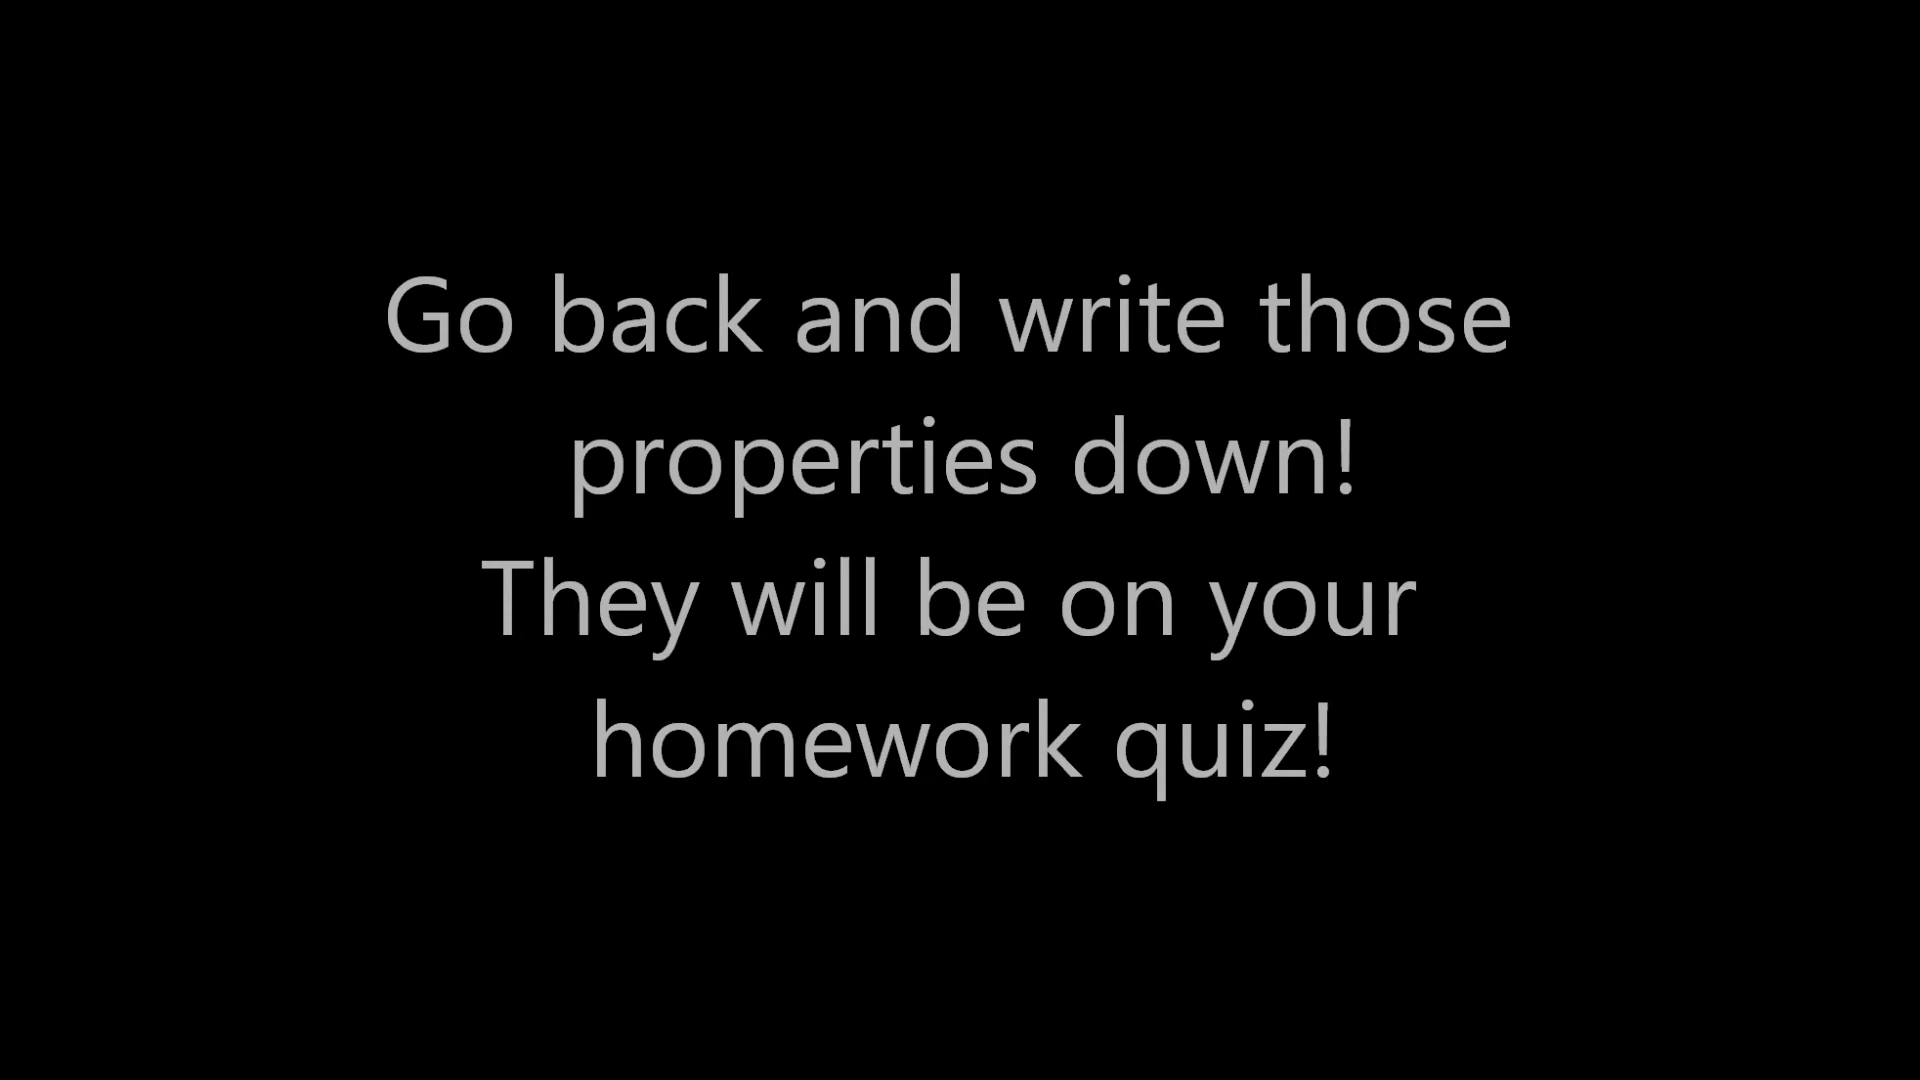 Go back and write those
properties down!
They will be on your
homework quiz!